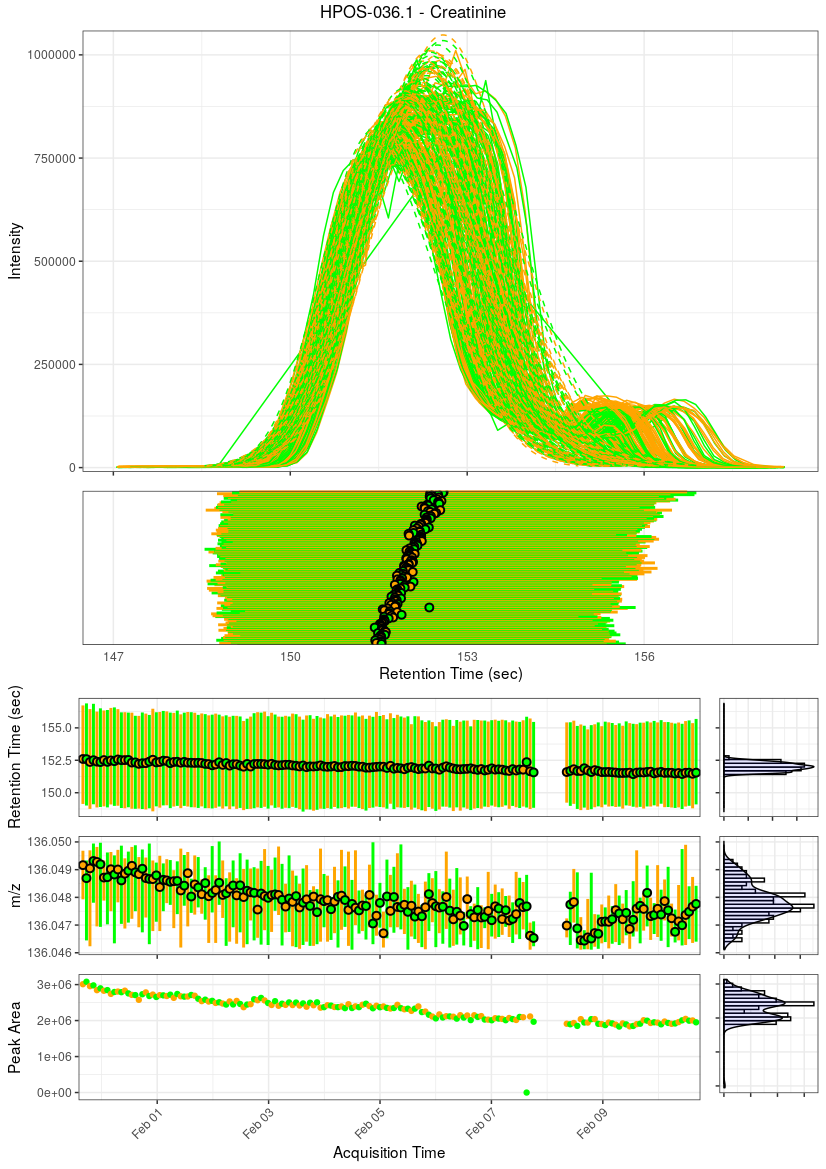 HPOS-036.1 - Creatinine
1000000
750000
500000
250000
0
Intensity
147 150 153 156
Retention Time (sec)
155.0
152.5
150.0
Retention Time (sec)
136.050
136.049
136.048
136.047
136.046
m/z
3e+06
2e+06
1e+06
0e+00
Peak Area
Feb 01 Feb 03 Feb 05 Feb 07 Feb 09
Acquisition Time